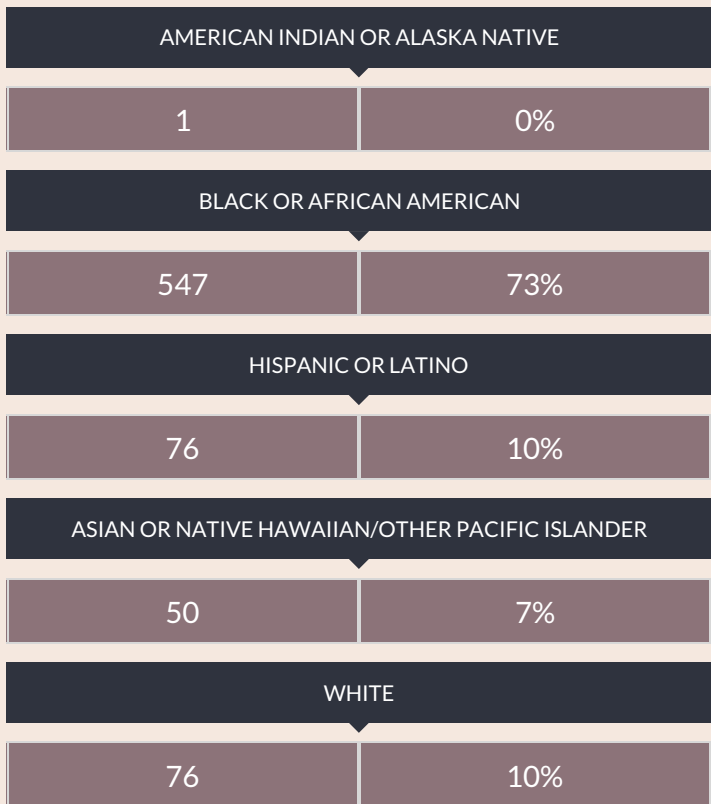 AMERICAN INDIAN OR ALASKA NATIVE
1 0%
BLACK OR AFRICAN AMERICAN
547 73%
HISPANIC OR LATINO
76 10%
ASIAN OR NATIVE HAWAIIAN/OTHER PACIFIC ISLANDER
50 7%
WHITE
76 10%